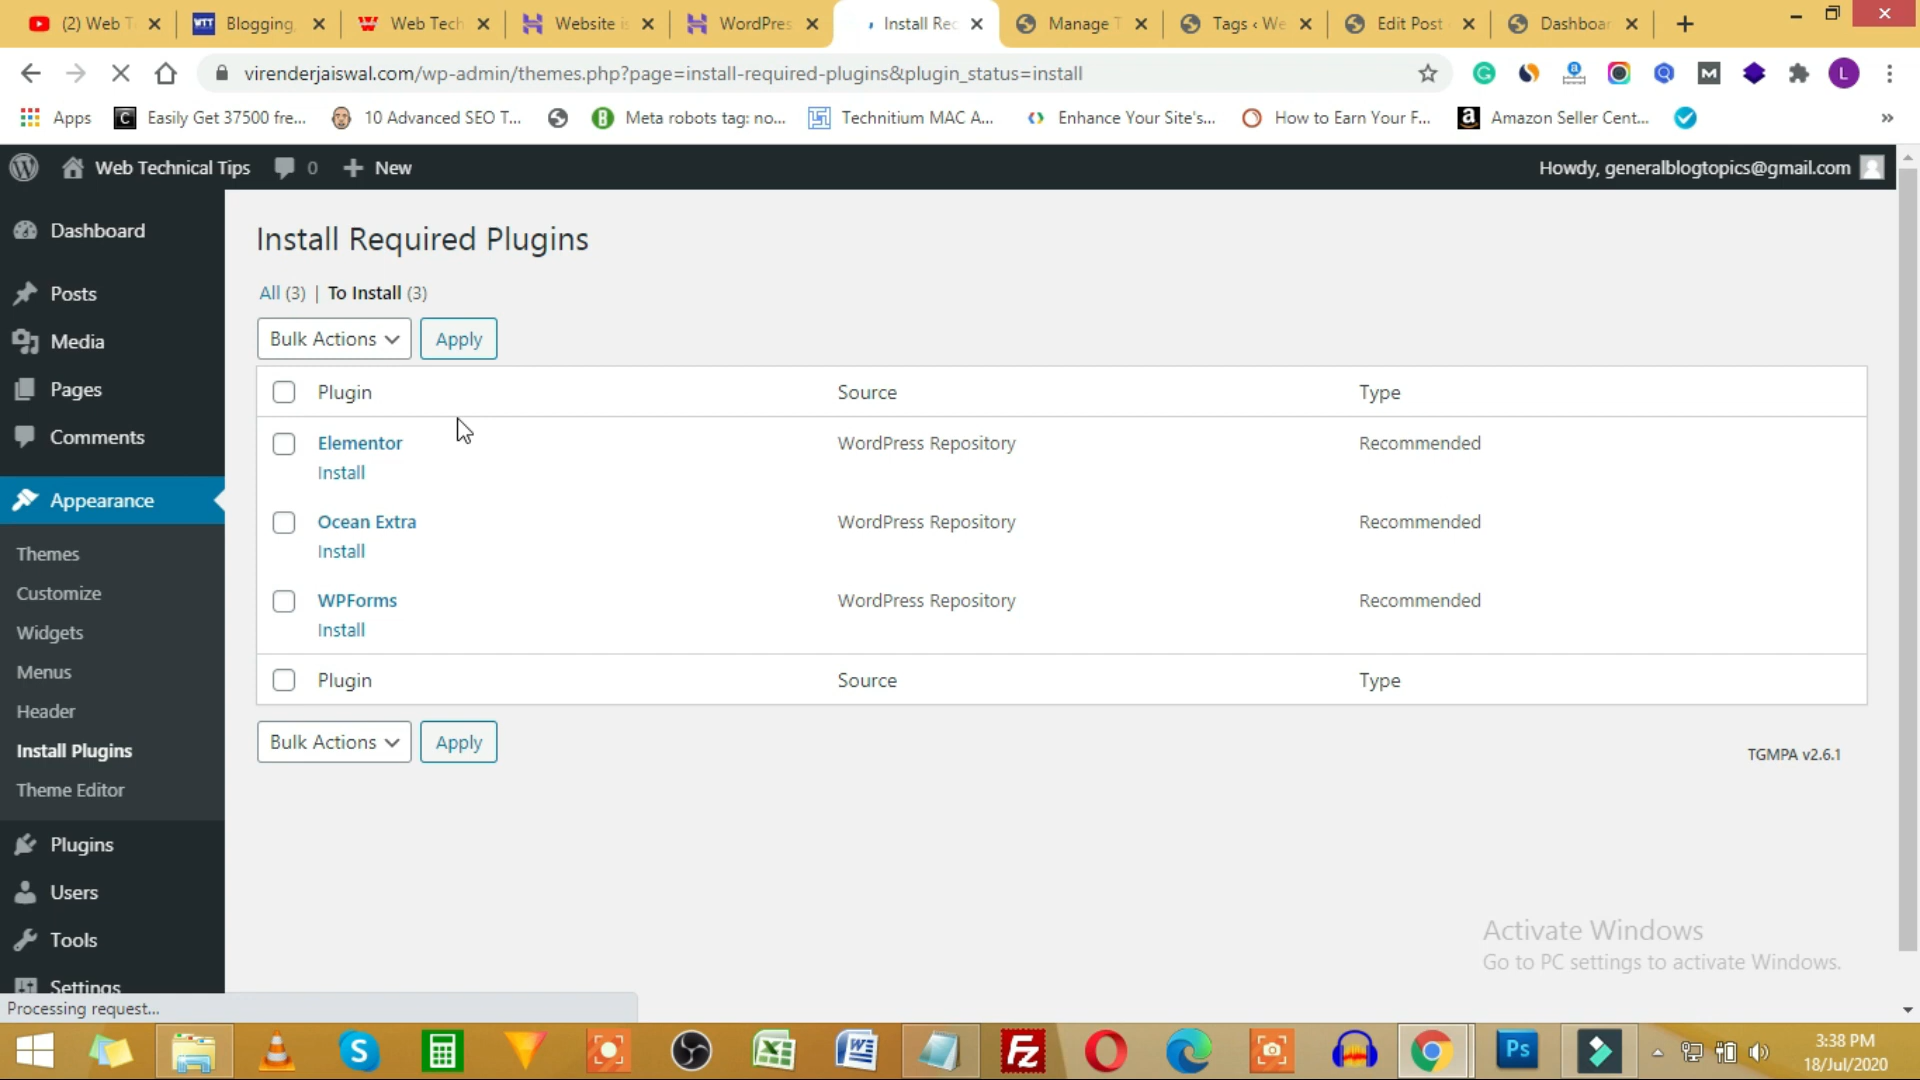 (2) Web T
Blogging,
Web Tech
Website is
WordPres
Install Rec
Manage T
Tags ‹ We
Edit Post
Dashboar
virenderjaiswal.com/wp-admin/themes.php?page=install-required-plugins&plugin_status=install
L
Apps
Easily Get 37500 fre...
10 Advanced SEO T...
Meta robots tag: no...
Technitium MAC A...
Enhance Your Site's...
How to Earn Your F...
Amazon Seller Cent...
Web Technical Tips
0
New
Howdy, generalblogtopics@gmail.com
Dashboard
Posts
Media
Pages
Comments
Appearance
Themes
Customize
Widgets
Menus
Header
Install Plugins
Theme Editor
Plugins
Users
Tools
Settings
Install Required Plugins
All (3) | To Install (3)
Bulk Actions
Apply
Plugin Source Type
Elementor WordPress Repository Recommended
Install
Ocean Extra WordPress Repository Recommended
Install
WPForms WordPress Repository Recommended
Install
Plugin Source Type
Bulk Actions
Apply
TGMPA v2.6.1
Activate Windows
Go to PC settings to activate Windows.
Processing request...
3:38 PM
18/Jul/2020